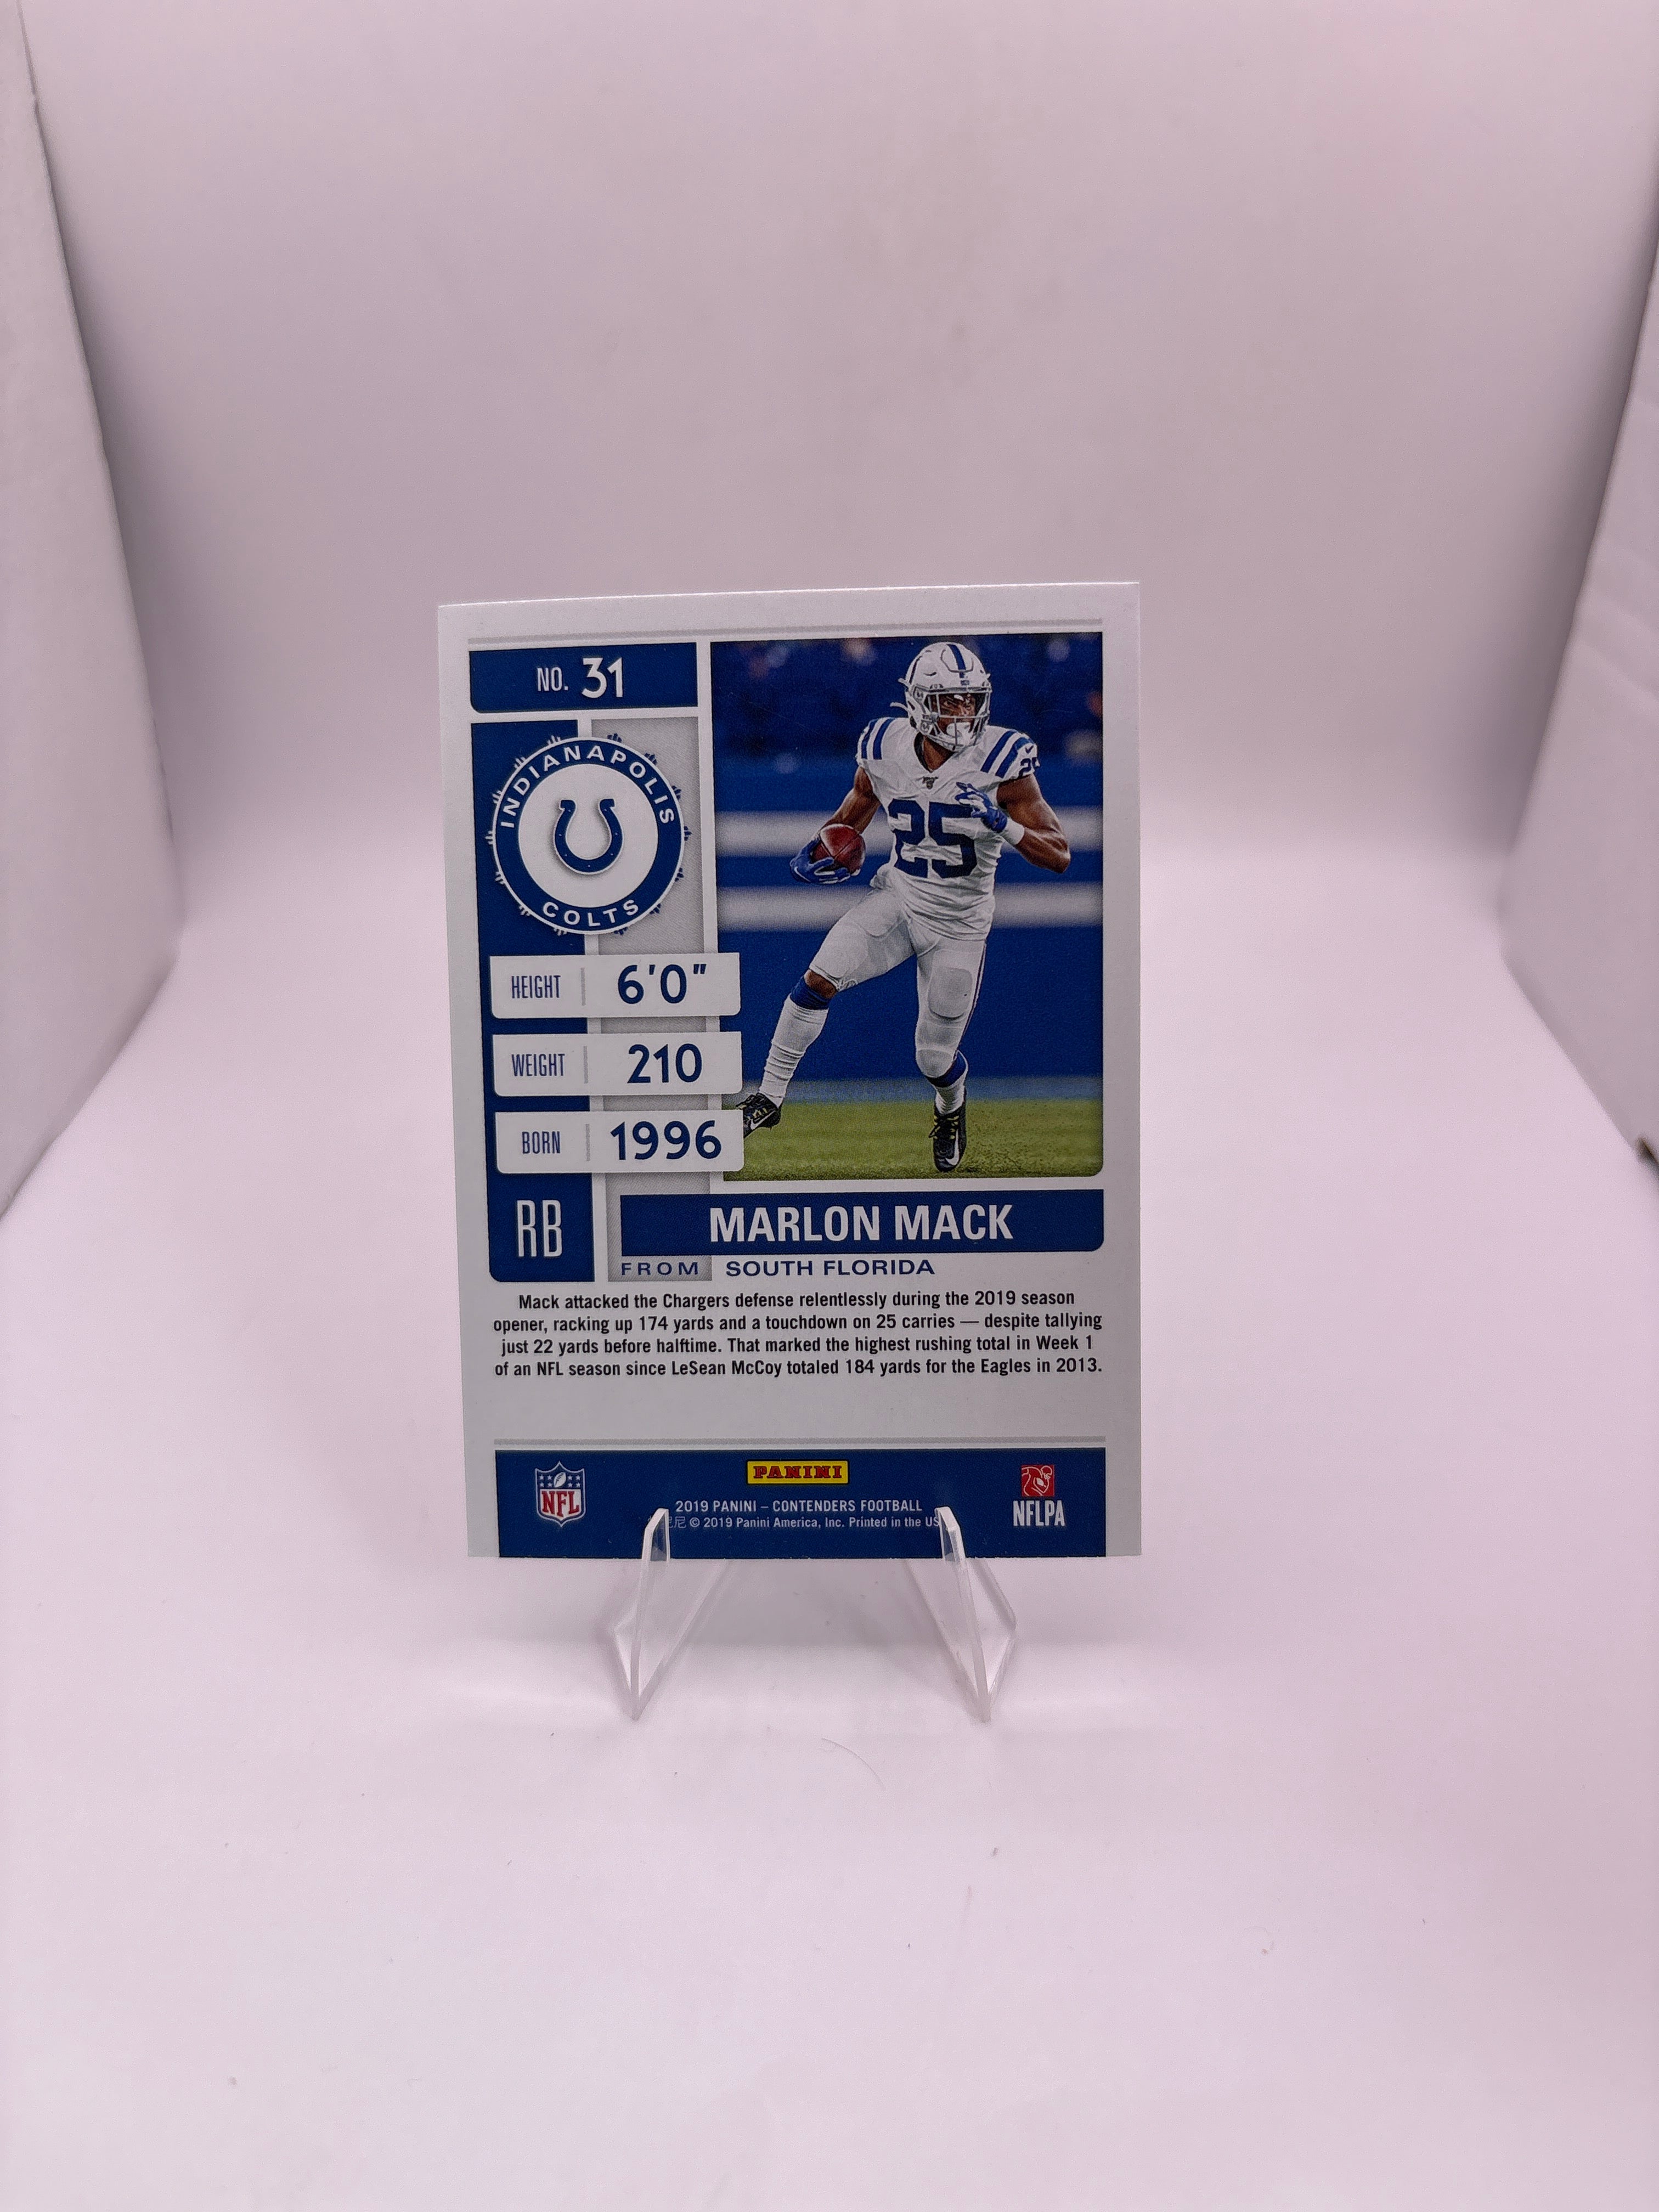 NO. 31
INDIANAPOLIS
COLTS
25
25
HEIGHT 6'0"
WEIGHT 210
BORN 1996
RB
MARLON MACK
FROM SOUTH FLORIDA
Mack attacked the Chargers defense relentlessly during the 2019 season
opener, racking up 174 yards and a touchdown on 25 carries — despite tallying
just 22 yards before halftime. That marked the highest rushing total in Week 1
of an NFL season since LeSean McCoy totaled 184 yards for the Eagles in 2013.
NFL
PANINI
2019 PANINI – CONTENDERS FOOTBALL
尼 © 2019 Panini America, Inc. Printed in the US
NFLPA